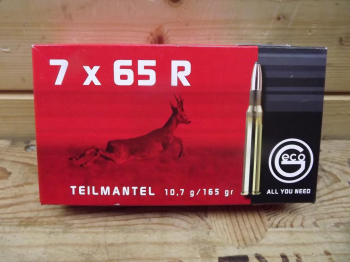 7 x 65 R
Geco
ALL YOU NEED
TEILMANTEL 10,7 g/165 gr